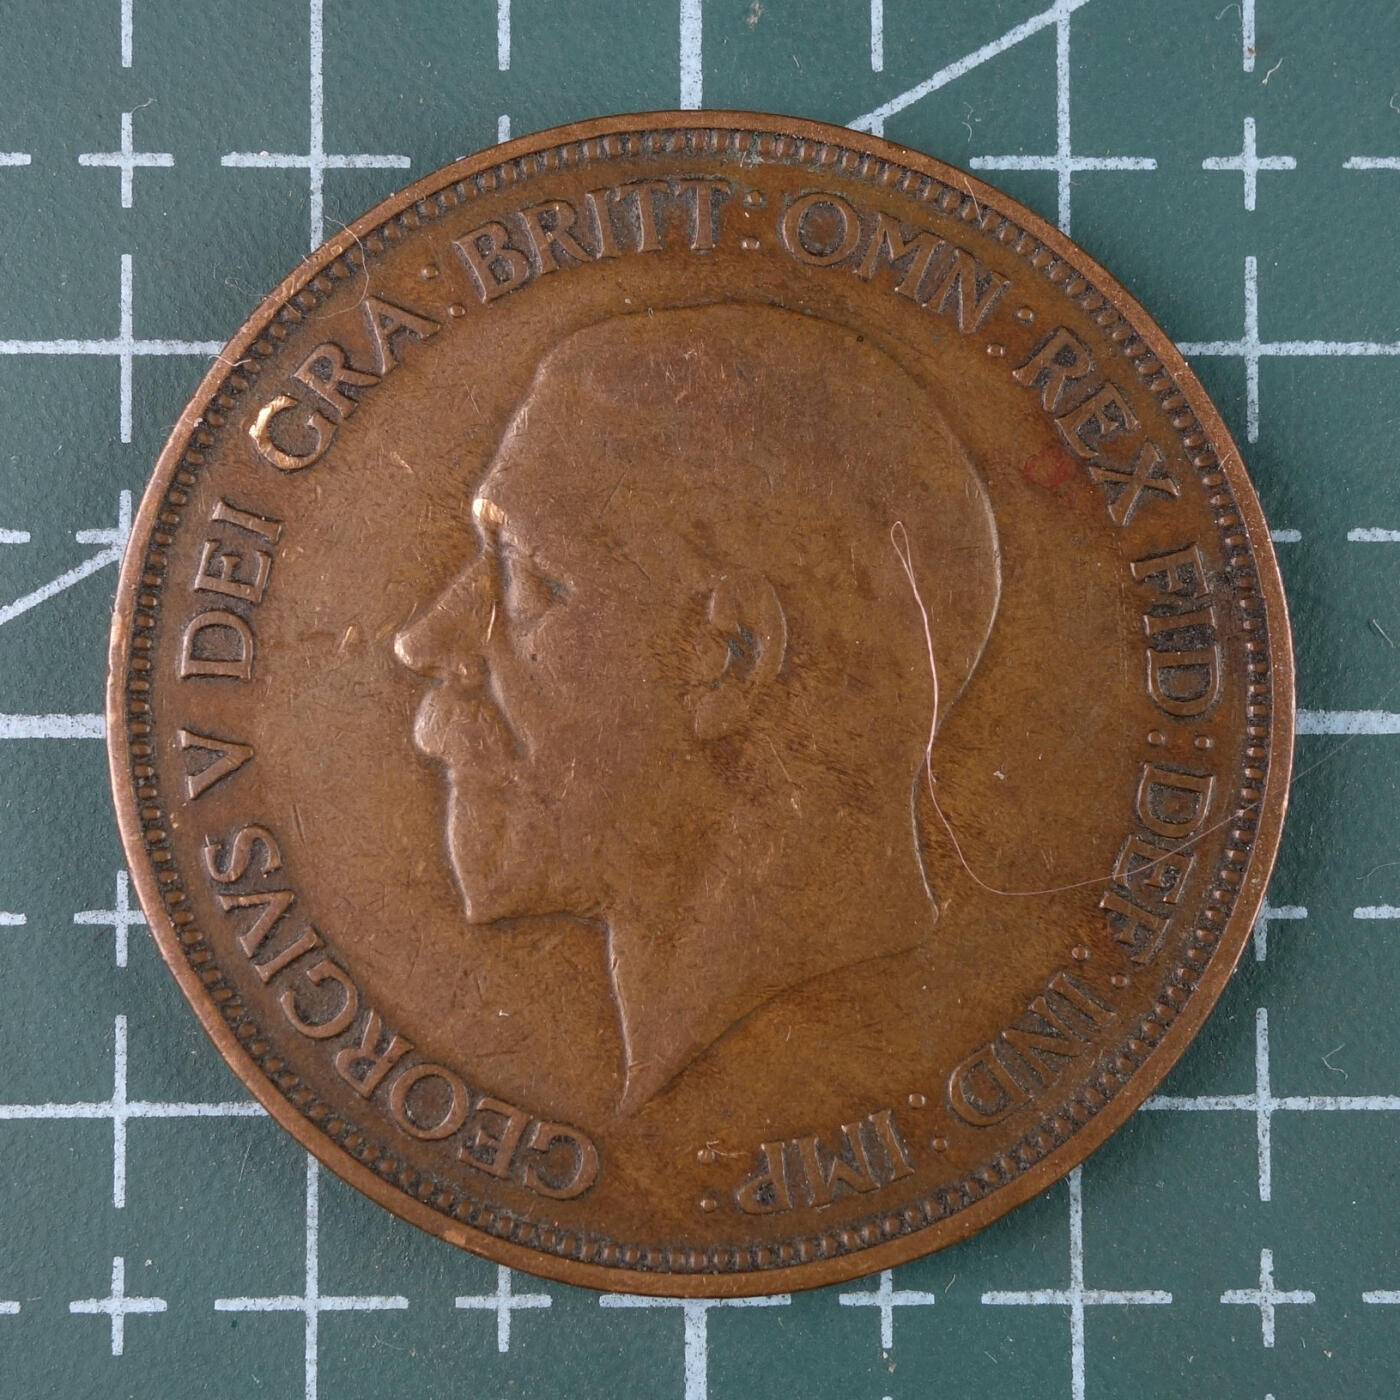 GEORGIVS V DEI GRA: BRITT: OMN: REX FID: DEF: IND: IMP: